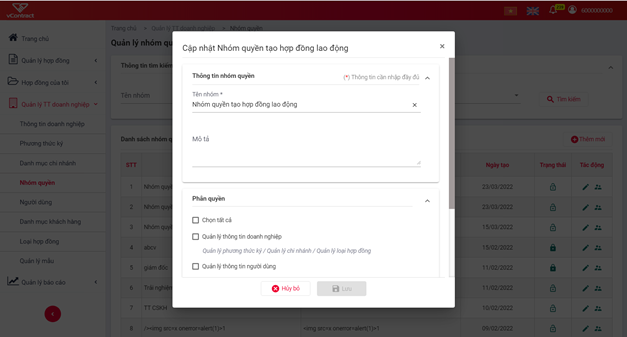 vContract
6000000000
Trang chủ
Quản lý hợp đồng
Hợp đồng của tôi
Quản lý TT doanh nghiệp
Thông tin doanh nghiệp
Phương thức ký
Danh mục chi nhánh
Nhóm quyền
Người dùng
Danh mục khách hàng
Loại hợp đồng
Quản lý mẫu
Quản lý báo cáo
Trang chủ > Quản lý TT doanh nghiệp > Nhóm quyền
Quản lý nhóm qu
Thông tin tìm kiếm
Tên nhóm
Tìm kiếm
Danh sách nhóm qu
Thêm mới
STT
Ngày tạo
Trạng thái
Tác động
1 Nhóm quyề 23/03/2022
2 Nhóm quyề 23/03/2022
3 Nhóm quyề 23/03/2022
4 abcx 15/03/2022
5 giám đốc 11/02/2022
6 Trải nghiệm
7 TT CSKH 10/02/2022
8 /=<img src=x onerror=alert(1)>1 <img src=x onerror=alert(1)>1 09/02/2022
Cập nhật Nhóm quyền tạo hợp đồng lao động
×
Thông tin nhóm quyền
(*) Thông tin cần nhập đầy đủ
Tên nhóm *
Nhóm quyền tạo hợp đồng lao động
×
Mô tả
Phân quyền
Chọn tất cả
Quản lý thông tin doanh nghiệp
Quản lý phương thức ký / Quản lý chi nhánh / Quản lý loại hợp đồng
Quản lý thông tin người dùng
Hủy bỏ
Lưu